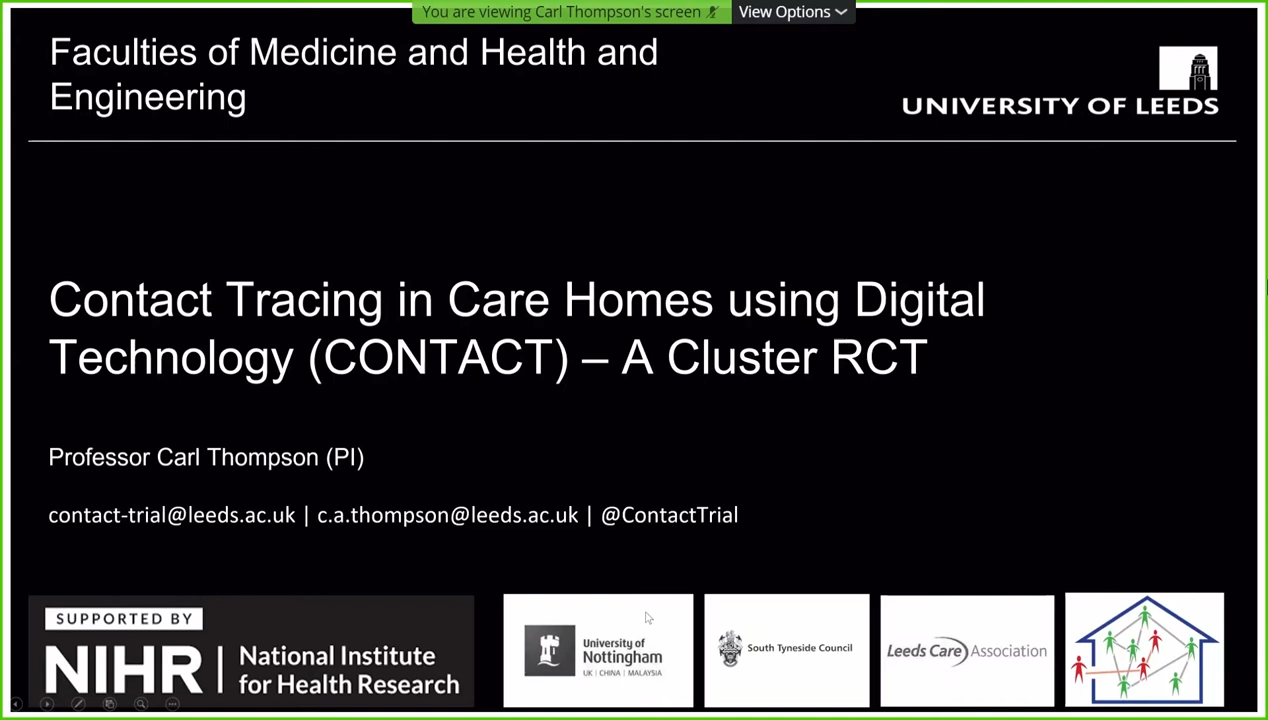 You are viewing Carl Thompson's screen
View Options
Faculties of Medicine and Health and
Engineering
UNIVERSITY OF LEEDS
Contact Tracing in Care Homes using Digital
Technology (CONTACT) – A Cluster RCT
Professor Carl Thompson (PI)
contact-trial@leeds.ac.uk | c.a.thompson@leeds.ac.uk | @ContactTrial
SUPPORTED BY
NIHR | National Institute
for Health Research
University of
Nottingham
UK | CHINA | MALAYSIA
South Tyneside Council
Leeds Care Association